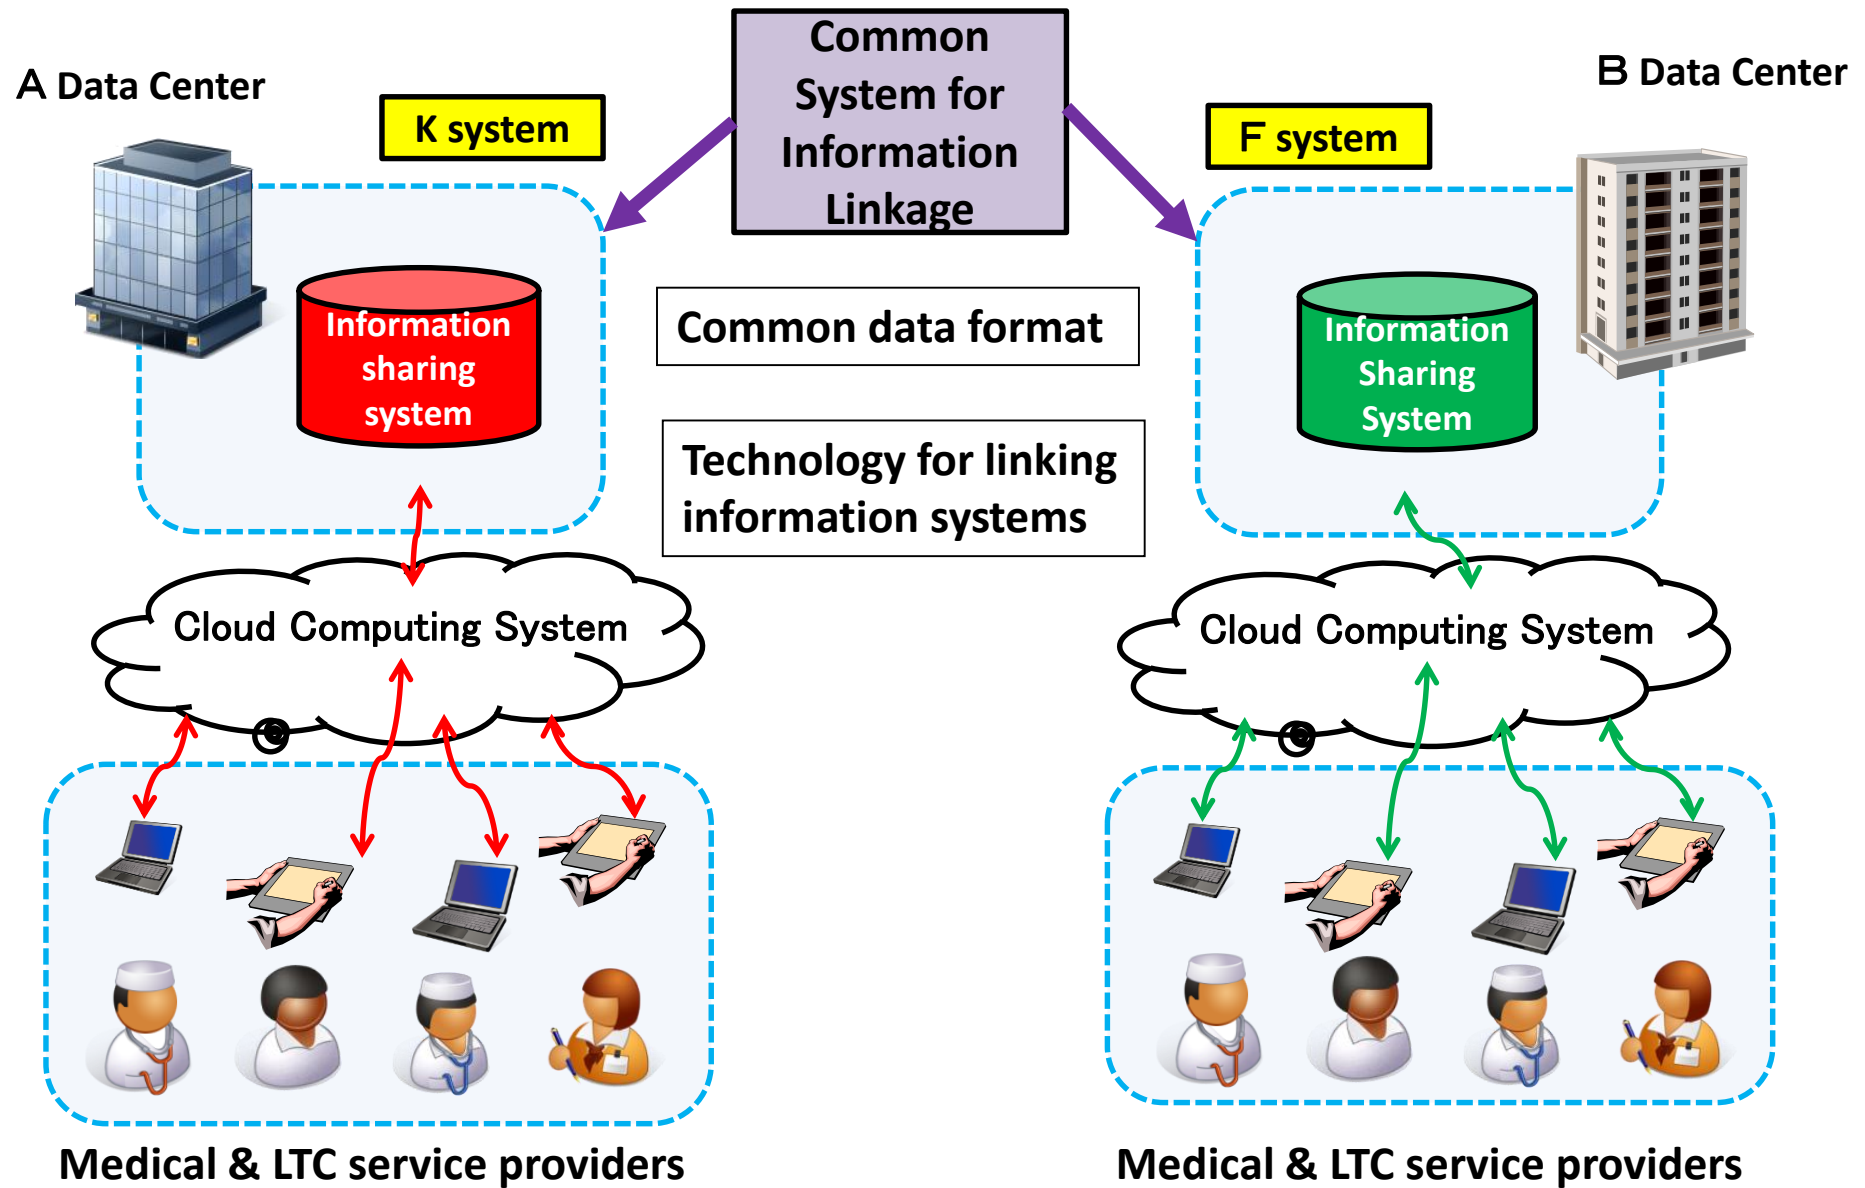 Common
System for
Information
Linkage
A Data Center
B Data Center
K system
F system
Information
sharing
system
Common data format
Information
Sharing
System
Technology for linking
information systems
Cloud Computing System
Cloud Computing System
Medical & LTC service providers
Medical & LTC service providers